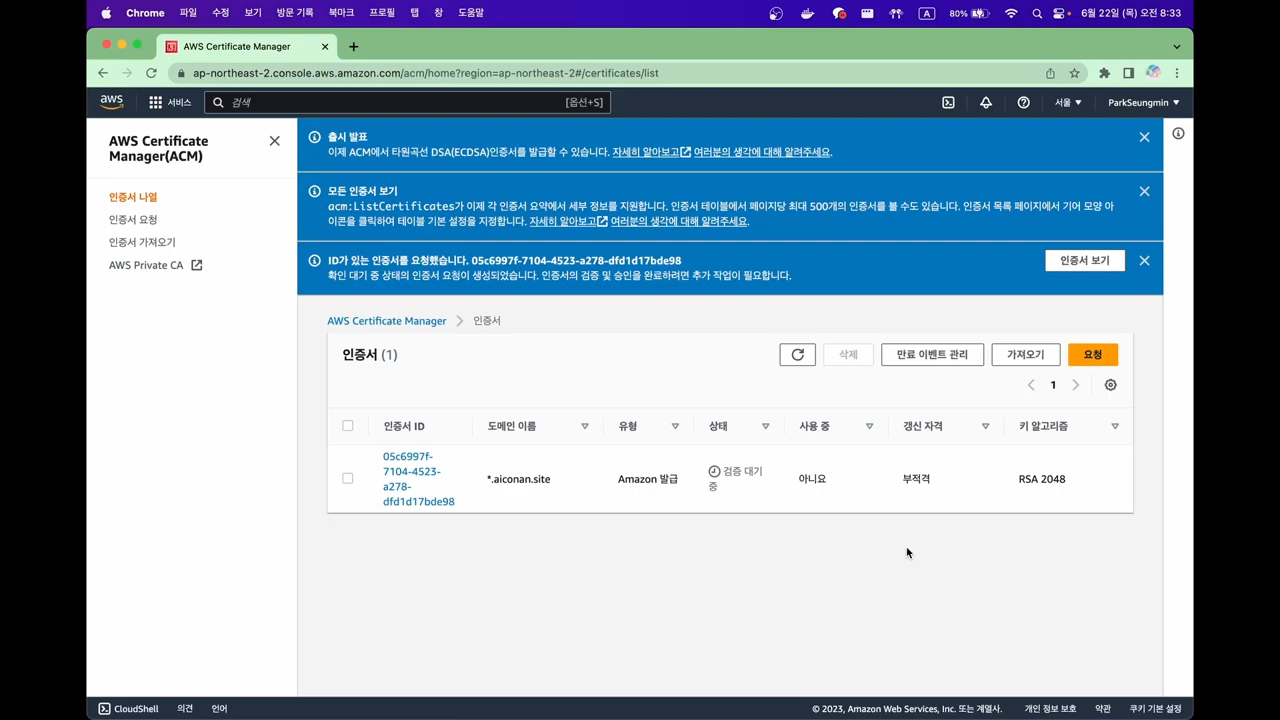 Chrome 파일 수정 보기 방문 기록 북마크 프로필 탭 창 도움말 A 80% 6월 22일 (목) 오전 8:33
AWS Certificate Manager
ap-northeast-2.console.aws.amazon.com/acm/home?region=ap-northeast-2#/certificates/list
aws 서비스 검색 [옵션+S] 서울 ParkSeungmin
AWS Certificate
Manager(ACM)
인증서 나열
인증서 요청
인증서 가져오기
AWS Private CA
출시 발표
이제 ACM에서 타원곡선 DSA(ECDSA)인증서를 발급할 수 있습니다. 자세히 알아보고 여러분의 생각에 대해 알려주세요.
모든 인증서 보기
acm:ListCertificates가 이제 각 인증서 요약에서 세부 정보를 지원합니다. 인증서 테이블에서 페이지당 최대 500개의 인증서를 볼 수도 있습니다. 인증서 목록 페이지에서 기어 모양 아
이콘을 클릭하여 테이블 기본 설정을 지정합니다. 자세히 알아보고 여러분의 생각에 대해 알려주세요.
ID가 있는 인증서를 요청했습니다. 05c6997f-7104-4523-a278-dfd1d17bde98
확인 대기 중 상태의 인증서 요청이 생성되었습니다. 인증서의 검증 및 승인을 완료하려면 추가 작업이 필요합니다.
인증서 보기
AWS Certificate Manager 인증서
인증서 (1)
삭제 만료 이벤트 관리 가져오기 요청
1
인증서 ID 도메인 이름 유형 상태 사용 중 갱신 자격 키 알고리즘
05c6997f-
7104-4523-
a278-
dfd1d17bde98
*.aiconan.site Amazon 발급
검증 대기
중
아니요 부적격 RSA 2048
CloudShell 의견 언어 © 2023, Amazon Web Services, Inc. 또는 계열사. 개인 정보 보호 약관 쿠키 기본 설정